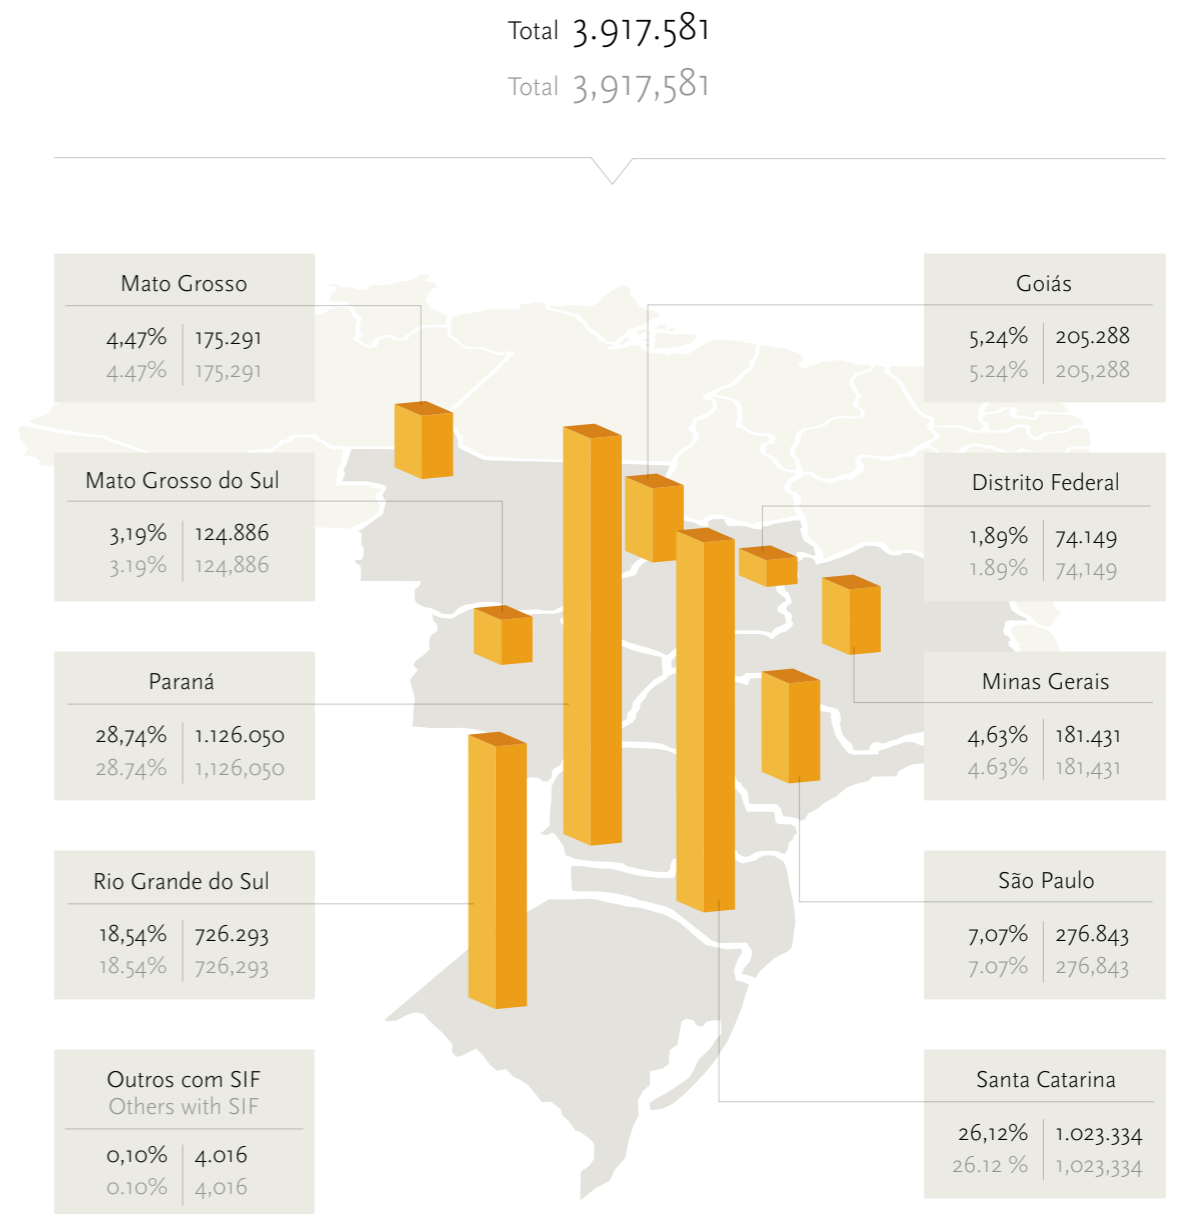 Total 3.917.581
Total 3,917,581
Mato Grosso
4,47% 175.291
4.47% 175,291
Goiás
5,24% 205.288
5.24% 205,288
Mato Grosso do Sul
3,19% 124.886
3.19% 124,886
Distrito Federal
1,89% 74.149
1.89% 74,149
Paraná
28,74% 1.126.050
28.74% 1,126,050
Minas Gerais
4,63% 181.431
4.63% 181,431
Rio Grande do Sul
18,54% 726.293
18.54% 726,293
São Paulo
7,07% 276.843
7.07% 276,843
Outros com SIF
Others with SIF
0,10% 4.016
0.10% 4,016
Santa Catarina
26,12% 1.023.334
26.12 % 1,023,334